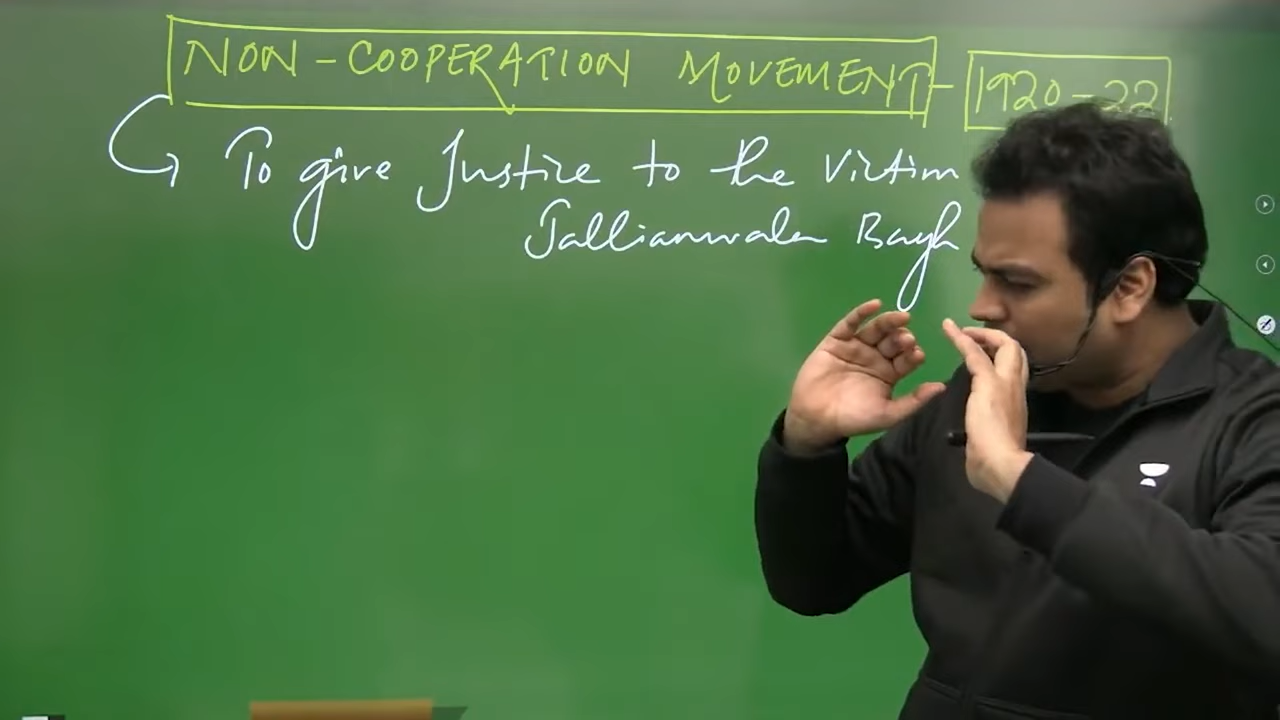 NON-COOPERATION MOVEMENT - 1920-22
To give Justice to the Victim
Jallianwala Bagh